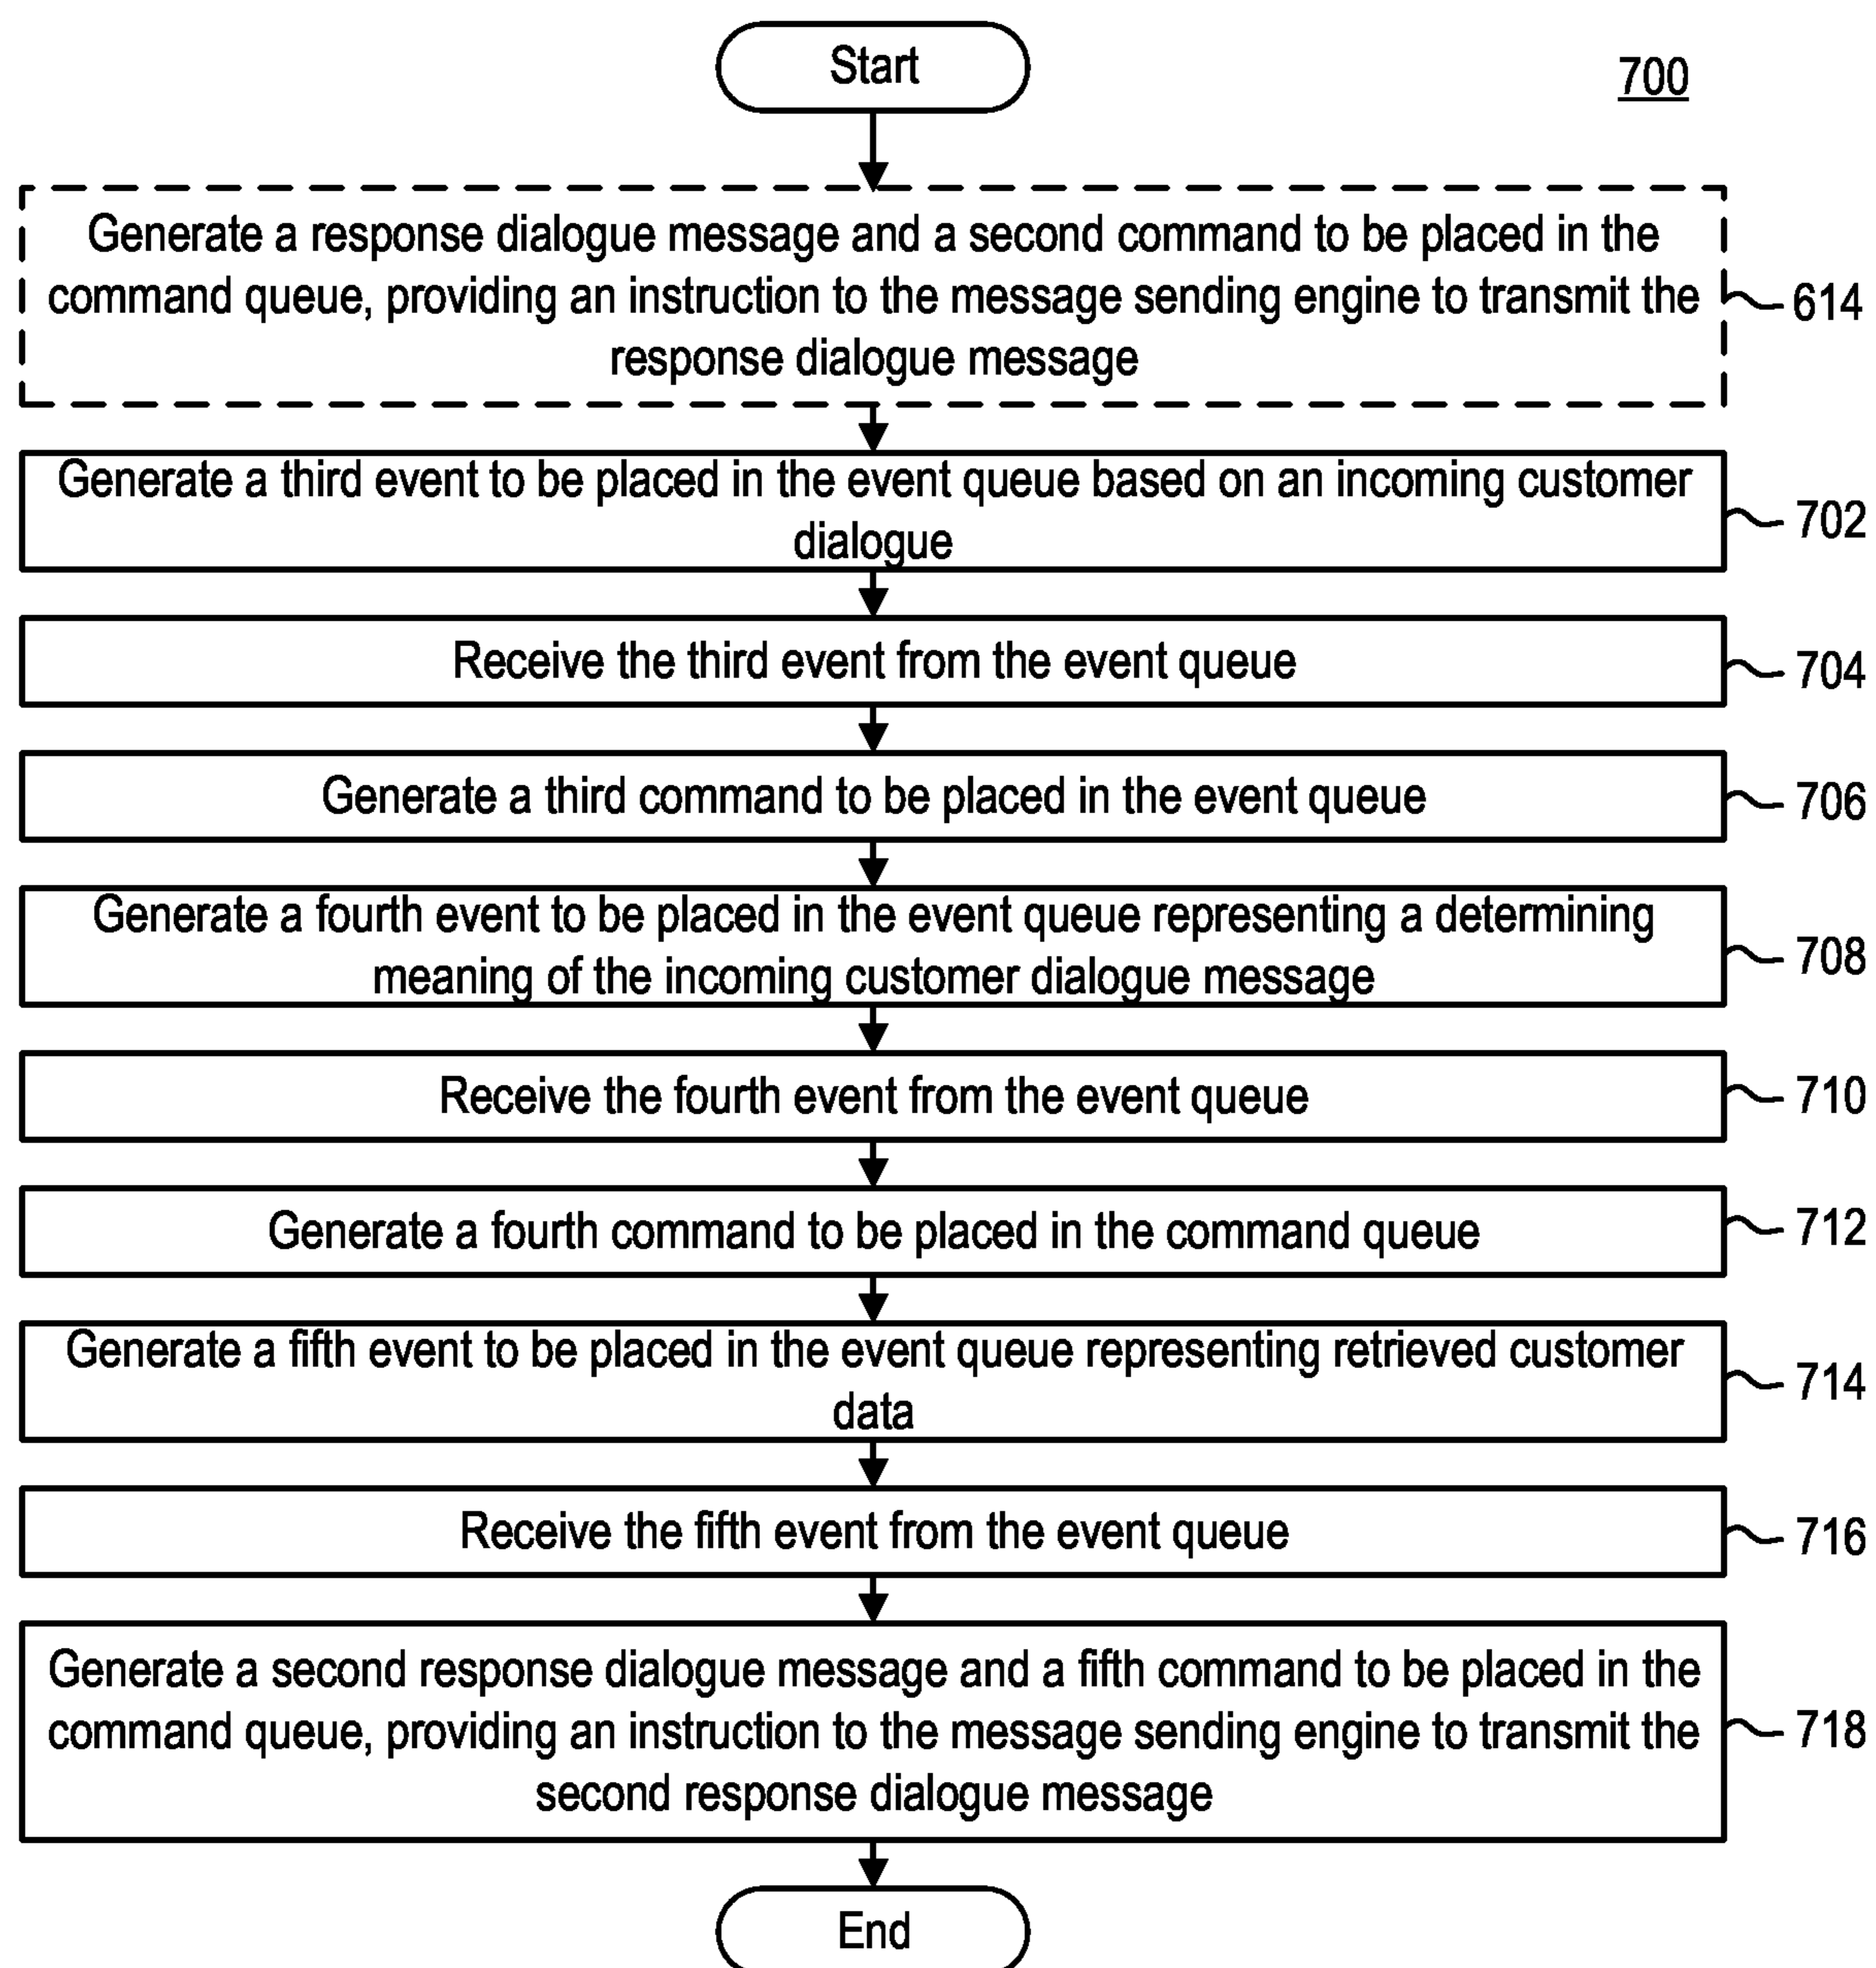 Start
700
Generate a response dialogue message and a second command to be placed in the
command queue, providing an instruction to the message sending engine to transmit the
response dialogue message
614
Generate a third event to be placed in the event queue based on an incoming customer
dialogue
702
Receive the third event from the event queue
704
Generate a third command to be placed in the event queue
706
Generate a fourth event to be placed in the event queue representing a determining
meaning of the incoming customer dialogue message
708
Receive the fourth event from the event queue
710
Generate a fourth command to be placed in the command queue
712
Generate a fifth event to be placed in the event queue representing retrieved customer
data
714
Receive the fifth event from the event queue
716
Generate a second response dialogue message and a fifth command to be placed in the
command queue, providing an instruction to the message sending engine to transmit the
second response dialogue message
718
End